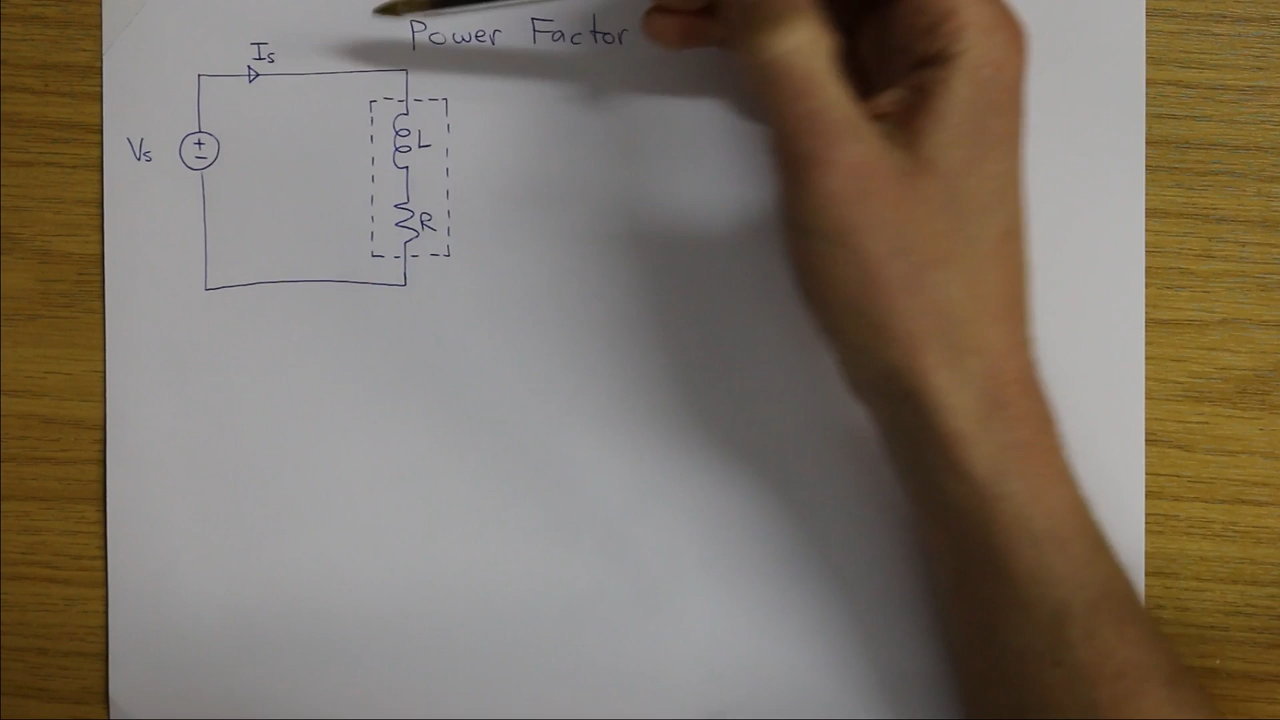 Power Factor
Is
Vs
+
−
L
R